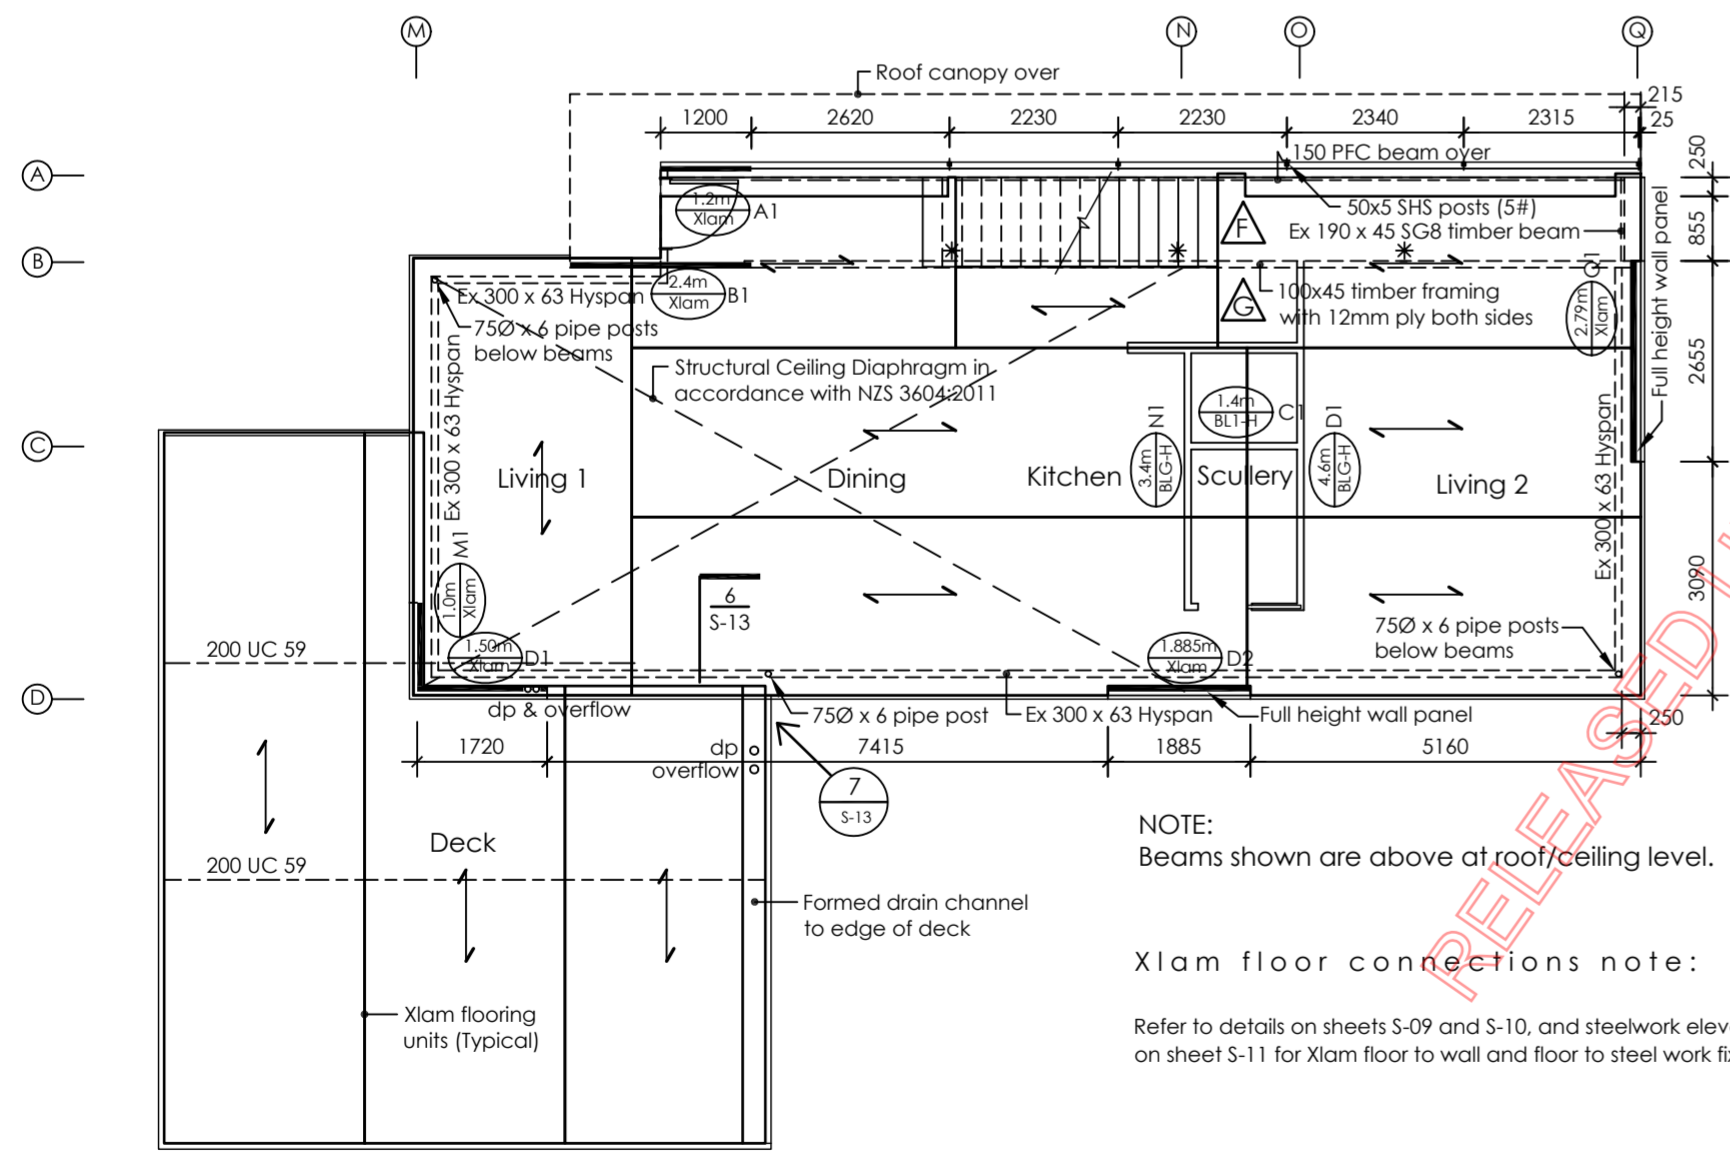 M
N
O
Q
Roof canopy over
215
1200
2620
2230
2230
2340
2315
25
A
150 PFC beam over
250
1.2m
Xlam
A1
50x5 SHS posts (5#)
F
Ex 190 x 45 SG8 timber beam
855
B
Ex 300 x 63 Hyspan
2.4m
Xlam
B1
G
100x45 timber framing
with 12mm ply both sides
2.79m
Xlam
Q1
Full height wall panel
75Ø x 6 pipe posts
below beams
2655
Structural Ceiling Diaphragm in
accordance with NZS 3604:2011
Ex 300 x 63 Hyspan
1.4m
BL1-H
C1
C
3.4m
BLG-H
N1
4.6m
BLG-H
D1
Living 1
Dining
Kitchen
Scullery
Living 2
Ex 300 x 63 Hyspan
1.0m
Xlam
M1
6
S-13
3090
75Ø x 6 pipe posts
below beams
200 UC 59
1.50m
Xlam
D1
1.885m
Xlam
D2
D
dp & overflow
75Ø x 6 pipe post
Ex 300 x 63 Hyspan
Full height wall panel
250
1720
dp
overflow
7415
1885
5160
7
S-13
Deck
200 UC 59
NOTE:
Beams shown are above at roof/ceiling level.
Formed drain channel
to edge of deck
Xlam floor connections note:
Xlam flooring
units (Typical)
Refer to details on sheets S-09 and S-10, and steelwork elev
on sheet S-11 for Xlam floor to wall and floor to steel work
RELEASED